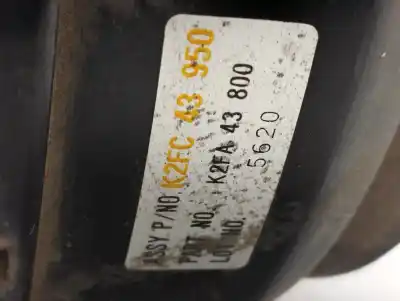 ASSY P/NO. K2FC 43 950
PART NO. K2FA 43 800
LOT NO. 5620